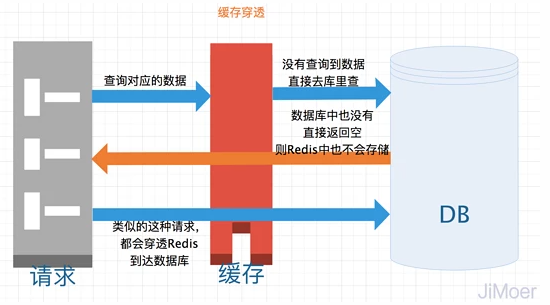 缓存穿透
查询对应的数据
没有查询到数据
直接去库里查
数据库中也没有
直接返回空
则Redis中也不会存储
类似的这种请求，
都会穿透Redis
到达数据库
请求
缓存
DB
JiMoer